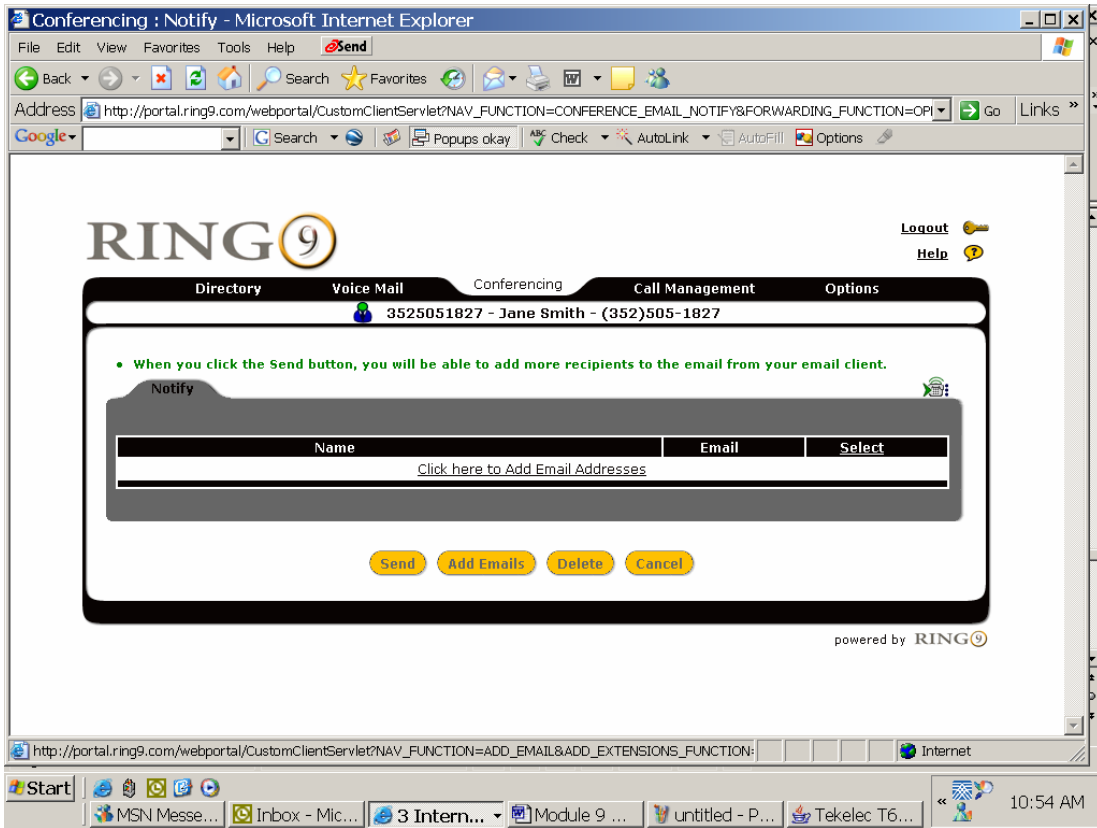 Conferencing : Notify - Microsoft Internet Explorer
File Edit View Favorites Tools Help Send
Back Search Favorites
Address http://portal.ring9.com/webportal/CustomClientServlet?NAV_FUNCTION=CONFERENCE_EMAIL_NOTIFY&FORWARDING_FUNCTION=OPI Go Links »
Google Search Popups okay ABC Check AutoLink AutoFill Options
RING9
Logout
Help
Directory Voice Mail Conferencing Call Management Options
3525051827 - Jane Smith - (352)505-1827
• When you click the Send button, you will be able to add more recipients to the email from your email client.
Notify
Name Email Select
Click here to Add Email Addresses
Send Add Emails Delete Cancel
powered by RING9
http://portal.ring9.com/webportal/CustomClientServlet?NAV_FUNCTION=ADD_EMAIL&ADD_EXTENSIONS_FUNCTION: Internet
Start
MSN Messe... Inbox - Mic... 3 Intern... Module 9 ... untitled - P... Tekelec T6... « 10:54 AM